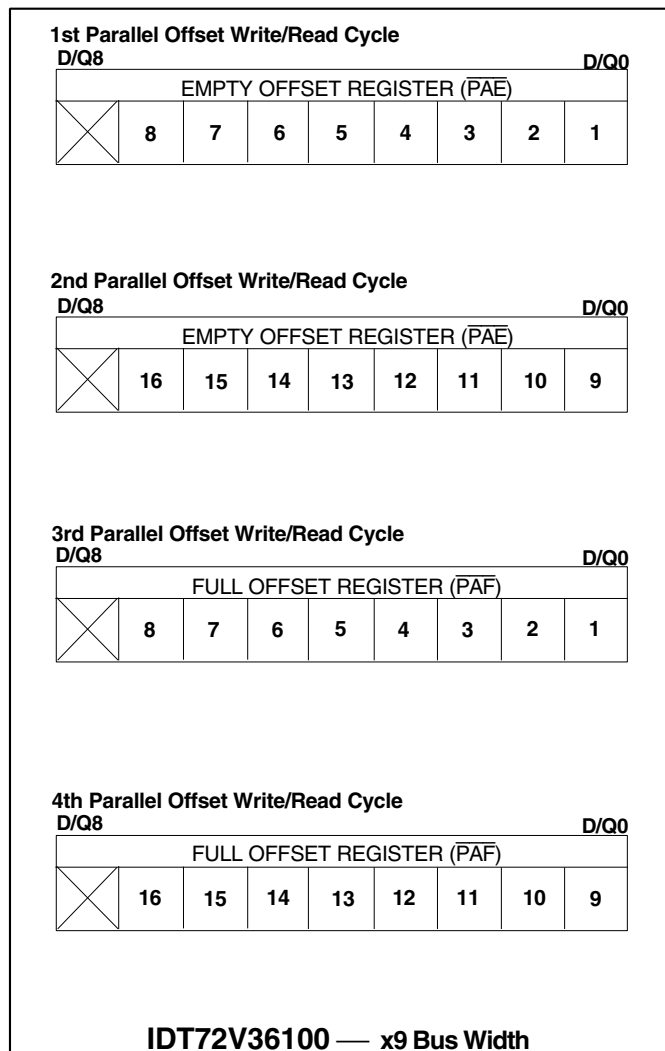 1st Parallel Offset Write/Read Cycle
D/Q8 D/Q0
EMPTY OFFSET REGISTER (P̅A̅E̅)
8 7 6 5 4 3 2 1
2nd Parallel Offset Write/Read Cycle
D/Q8 D/Q0
EMPTY OFFSET REGISTER (P̅A̅E̅)
16 15 14 13 12 11 10 9
3rd Parallel Offset Write/Read Cycle
D/Q8 D/Q0
FULL OFFSET REGISTER (P̅A̅F̅)
8 7 6 5 4 3 2 1
4th Parallel Offset Write/Read Cycle
D/Q8 D/Q0
FULL OFFSET REGISTER (P̅A̅F̅)
16 15 14 13 12 11 10 9
IDT72V36100 — x9 Bus Width